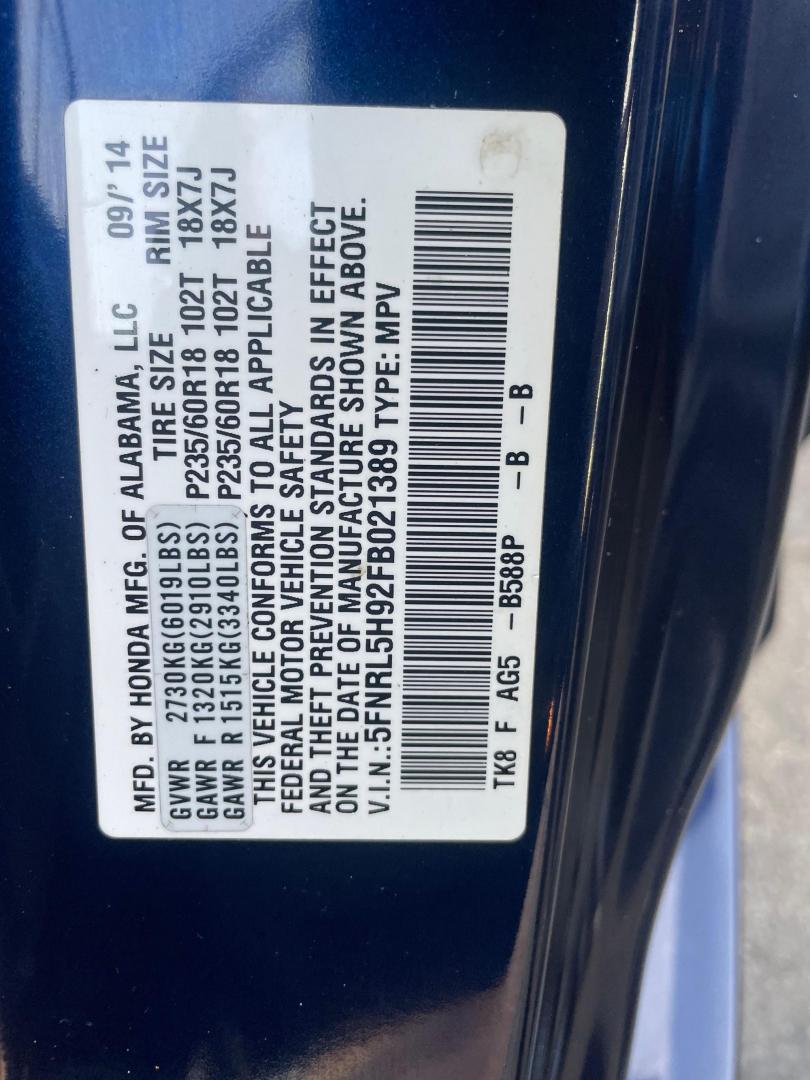 MFD. BY HONDA MFG. OF ALABAMA, LLC 09/' 14
TIRE SIZE RIM SIZE
GVWR 2730KG(6019LBS)
GAWR F 1320KG(2910LBS) P235/60R18 102T 18X7J
GAWR R 1515KG(3340LBS) P235/60R18 102T 18X7J
THIS VEHICLE CONFORMS TO ALL APPLICABLE
FEDERAL MOTOR VEHICLE SAFETY
AND THEFT PREVENTION STANDARDS IN EFFECT
ON THE DATE OF MANUFACTURE SHOWN ABOVE.
V.I.N.:5FNRL5H92FB021389 TYPE: MPV
TK8 F AG5 -B588P -B -B